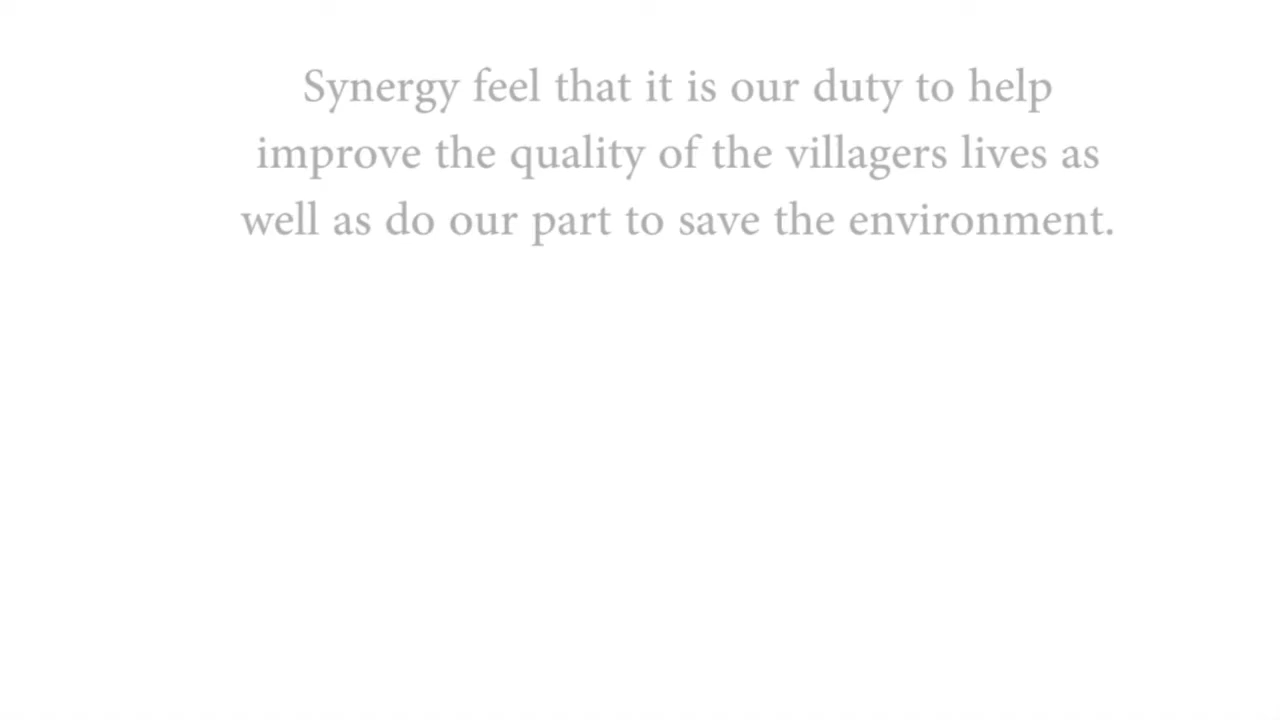 Synergy feel that it is our duty to help
improve the quality of the villagers lives as
well as do our part to save the environment.